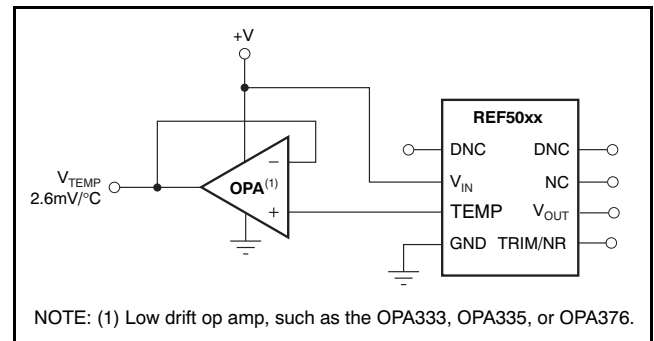 +V
REF50xx
DNC DNC
V_TEMP
2.6mV/°C
−
OPA(1)
+
V_IN NC
TEMP V_OUT
GND TRIM/NR
NOTE: (1) Low drift op amp, such as the OPA333, OPA335, or OPA376.